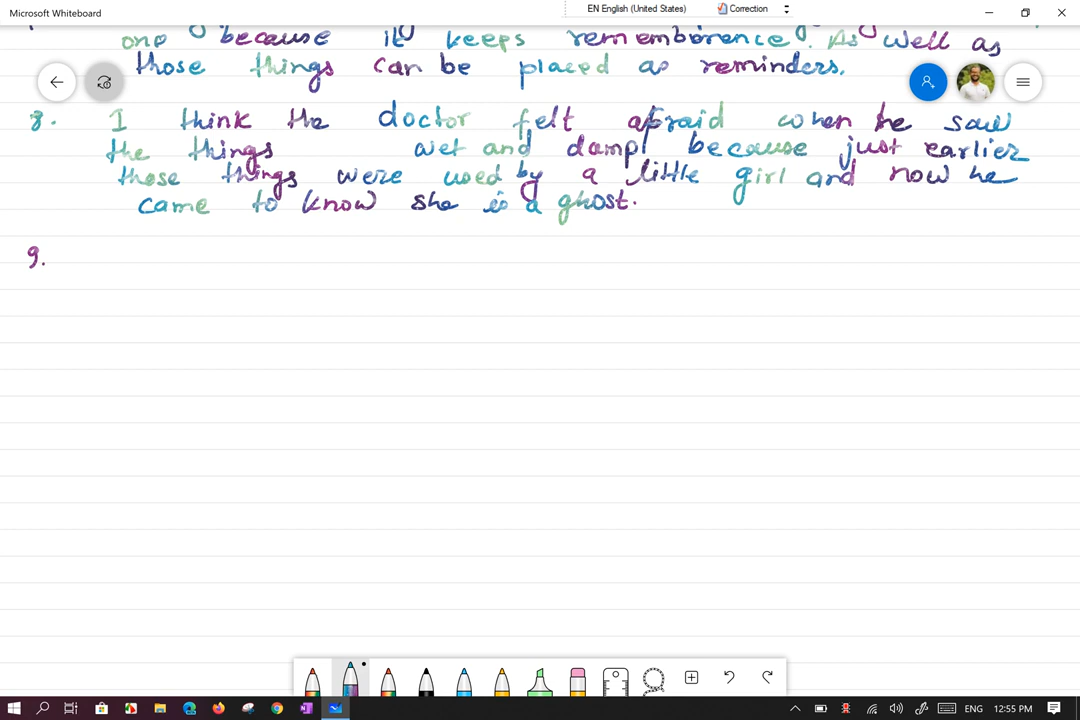 Microsoft Whiteboard
EN English (United States)
Correction
one because it keeps rememberence. As well as
those things can be placed as reminders.
8. I think the doctor felt afraid when he saw
the things wet and damp because just earlier
those things were used by a little girl and now he
came to know she is a ghost.
9.
ENG
12:55 PM